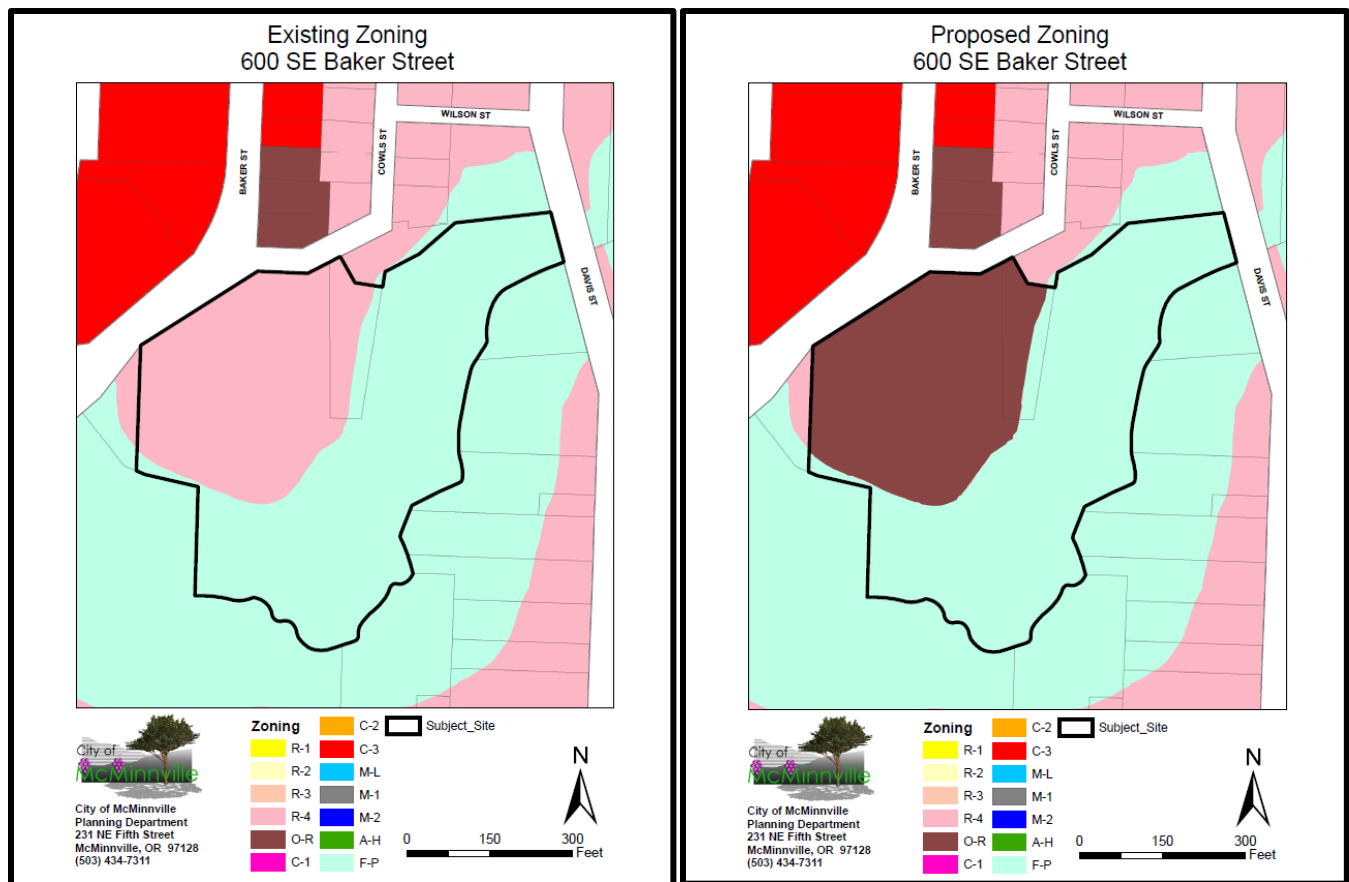 Existing Zoning
600 SE Baker Street
WILSON ST
COWLS ST
BAKER ST
DAVIS ST
Zoning
R-1
R-2
R-3
R-4
O-R
C-1
C-2
C-3
M-L
M-1
M-2
A-H
F-P
Subject_Site
City of
McMinnville
City of McMinnville
Planning Department
231 NE Fifth Street
McMinnville, OR 97128
(503) 434-7311
N
0 150 300
Feet
Proposed Zoning
600 SE Baker Street
WILSON ST
COWLS ST
BAKER ST
DAVIS ST
Zoning
R-1
R-2
R-3
R-4
O-R
C-1
C-2
C-3
M-L
M-1
M-2
A-H
F-P
Subject_Site
City of
McMinnville
City of McMinnville
Planning Department
231 NE Fifth Street
McMinnville, OR 97128
(503) 434-7311
N
0 150 300
Feet